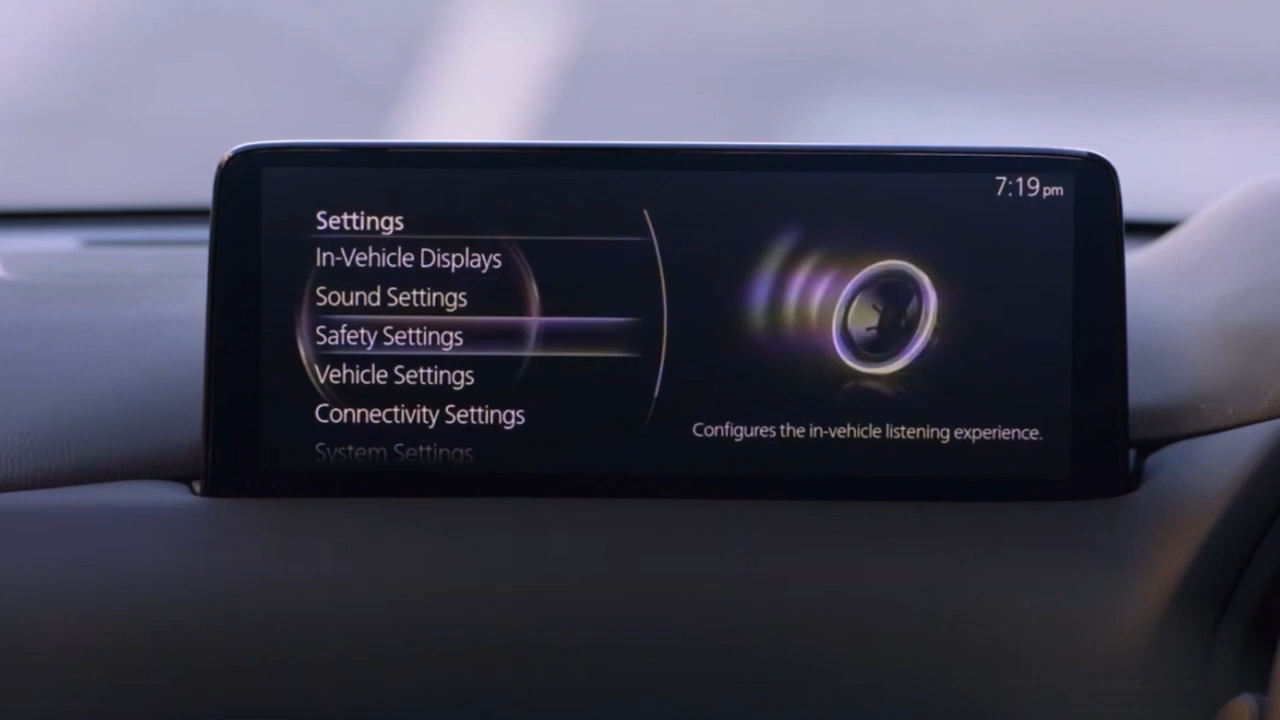 7:19 pm
Settings
In-Vehicle Displays
Sound Settings
Safety Settings
Vehicle Settings
Connectivity Settings
System Settings
Configures the in-vehicle listening experience.